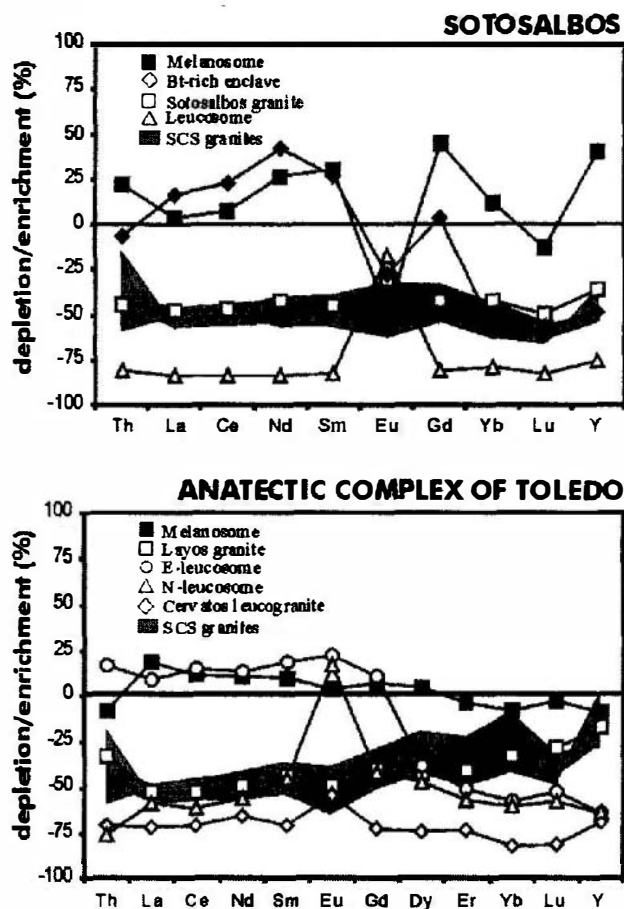 SOTOSALBOS
100
75
50
25
0
-25
-50
-75
-100
depletion/enrichment (%)
Melanosome
Bt-rich enclave
Sotosalbos granite
Leucosome
SCS granites
Th La Ce Nd Sm Eu Gd Yb Lu Y
ANATECTIC COMPLEX OF TOLEDO
100
75
50
25
0
-25
-50
-75
-100
depletion/enrichment (%)
Melanosome
Layos granite
E-leucosome
N-leucosome
Cervatos leucogranite
SCS granites
Th La Ce Nd Sm Eu Gd Dy Er Yb Lu Y